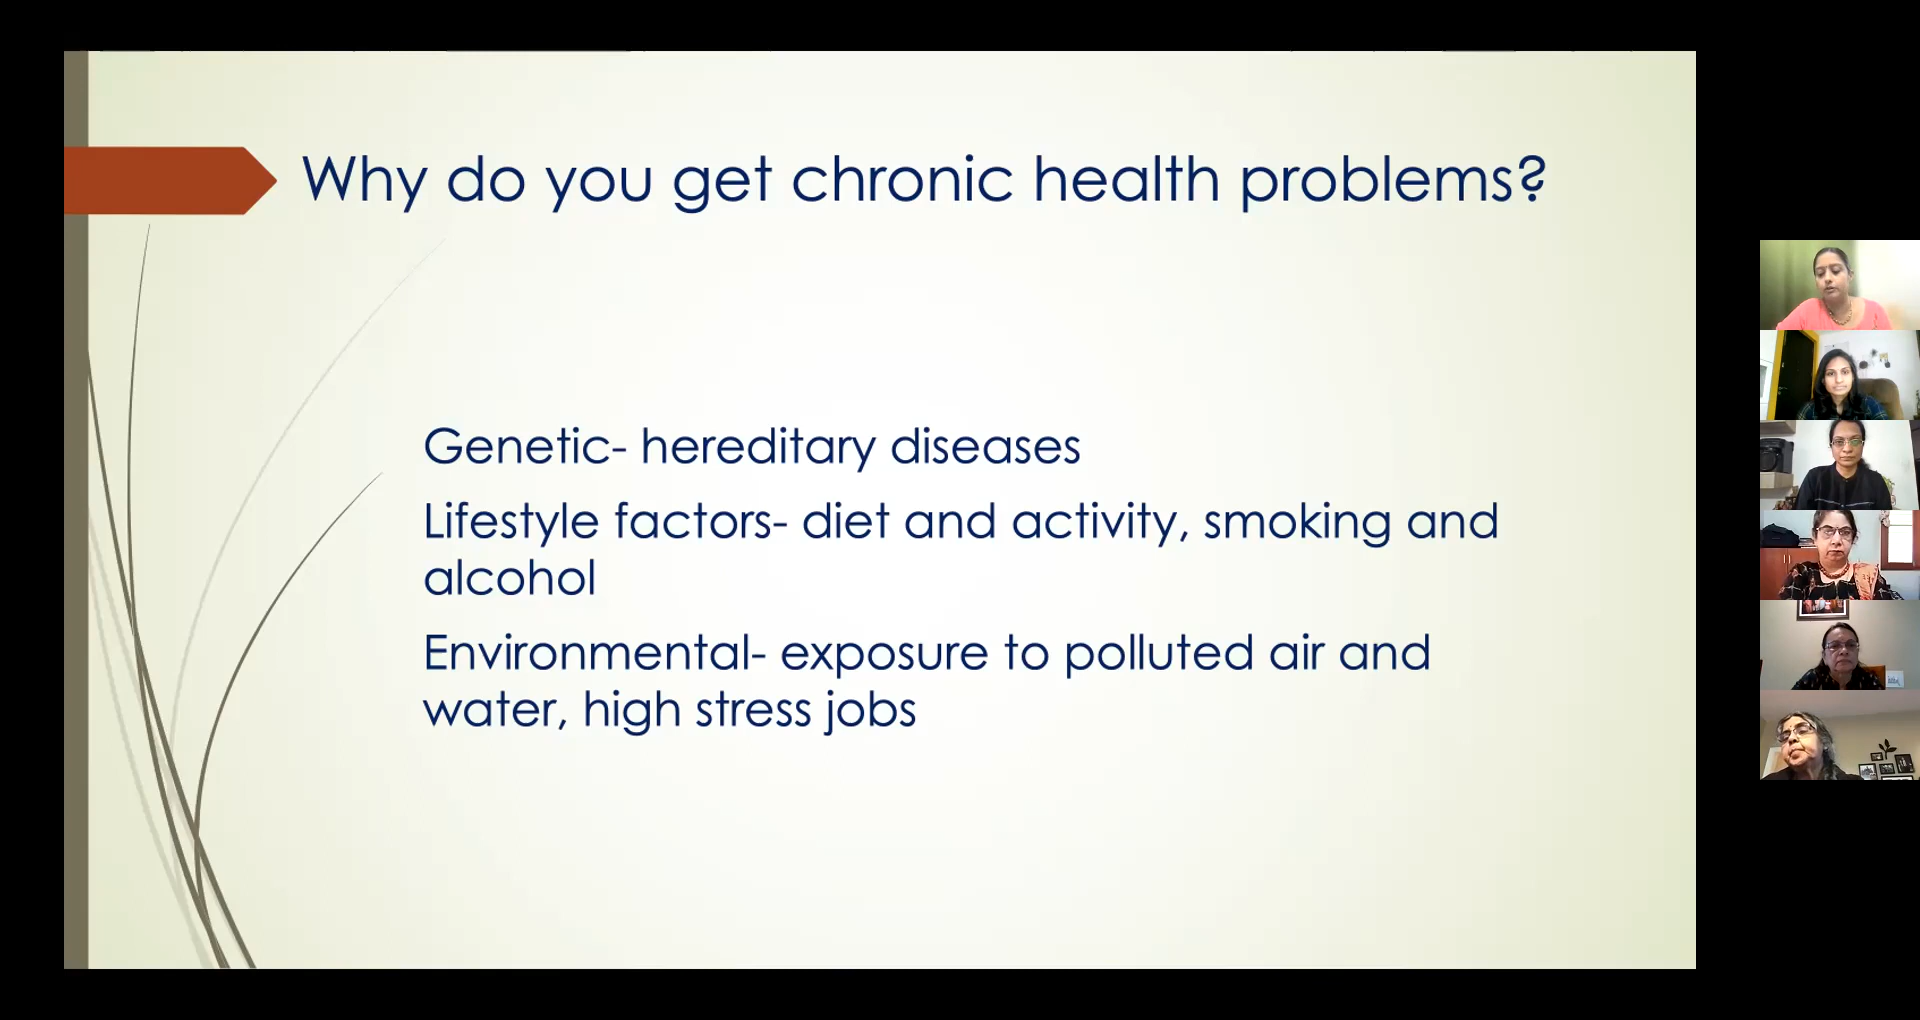 Why do you get chronic health problems?
Genetic- hereditary diseases
Lifestyle factors- diet and activity, smoking and
alcohol
Environmental- exposure to polluted air and
water, high stress jobs